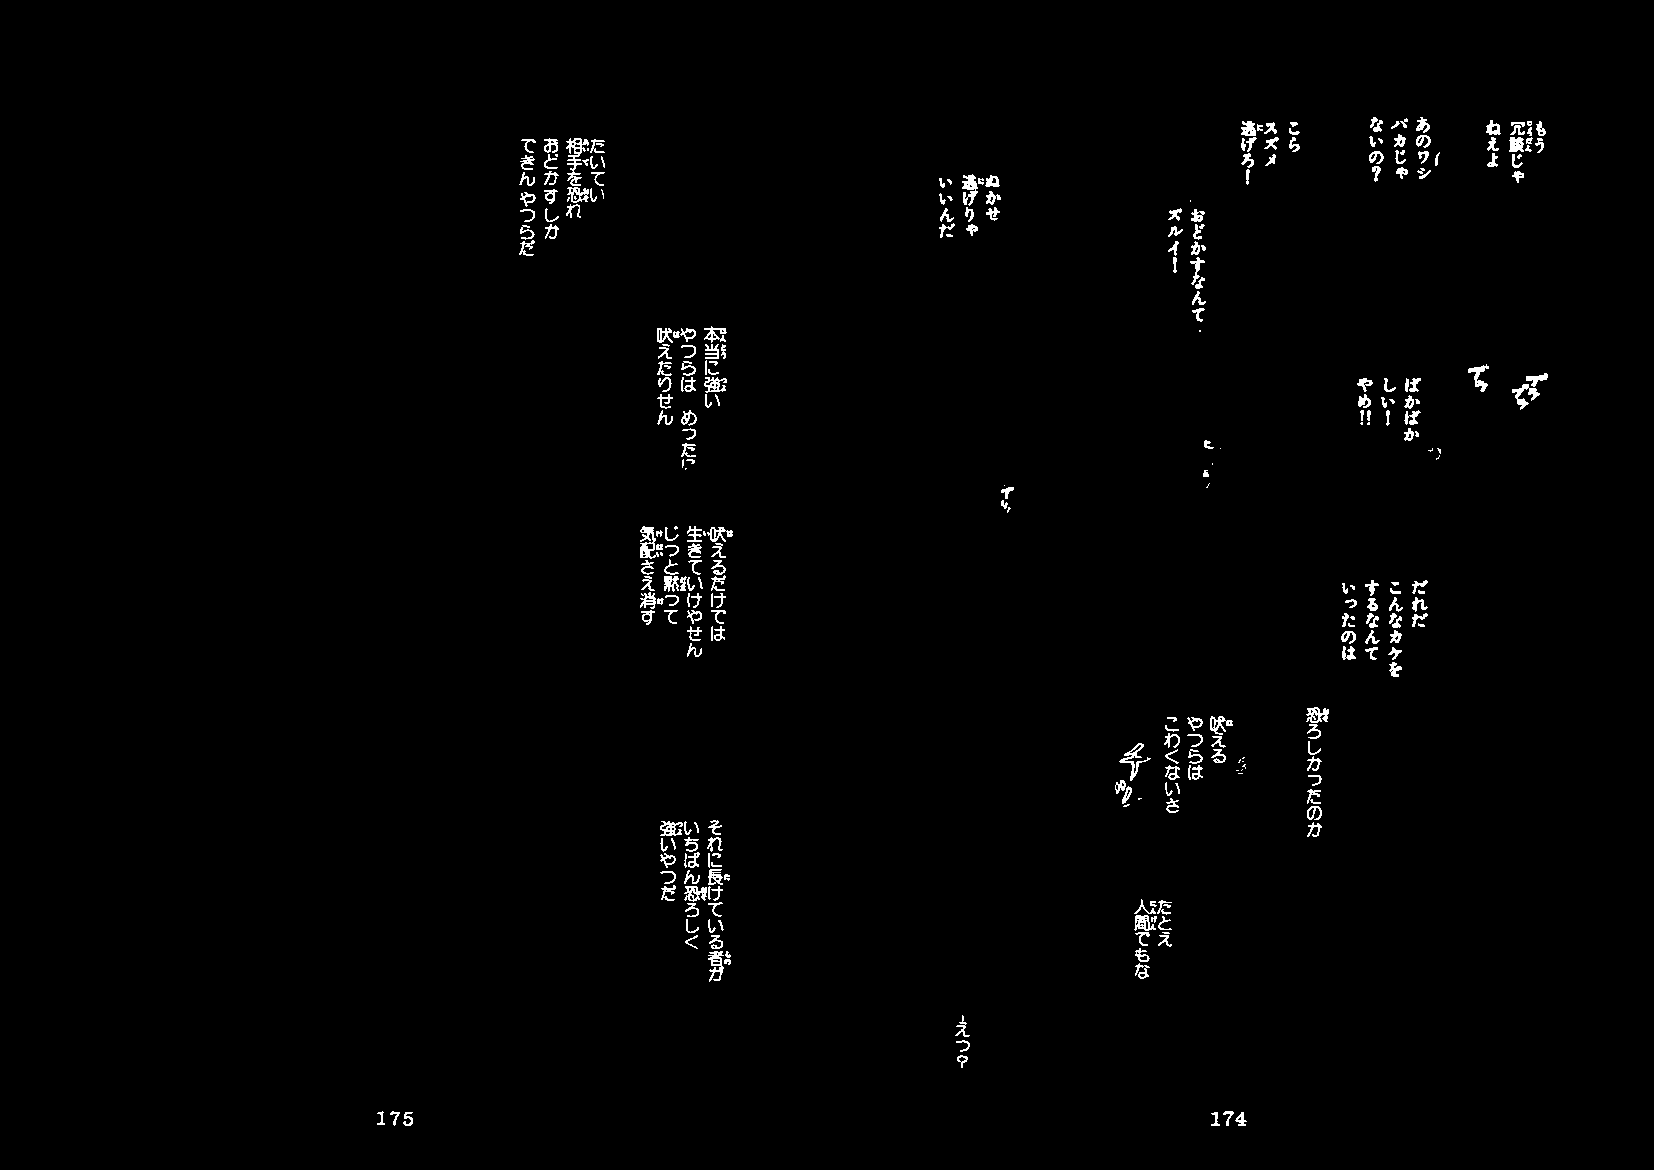 もう
冗談じゃ
ねえよ
あのワシ
バカじゃ
ないの?
こら
スズメ
逃げろ!
おどかすなんて
ズルイ!
ぬかせ
逃げりゃ
いいんだ
ばかばか
しい!
やめ!!
だれだ
こんなカケを
するなんて
いったのは
恐ろしかったのか
吠える
やつらは
こわくないさ
たとえ
人間でもな
えっ?
174
たいてい
相手を恐れ
おどかすしか
できんやつらだ
本当に強い
やつらは めったに
吠えたりせん
吠えるだけでは
生きていけやせん
じっと黙って
気配さえ消す
それに長けている者が
いちばん恐ろしく
強いやつだ
175